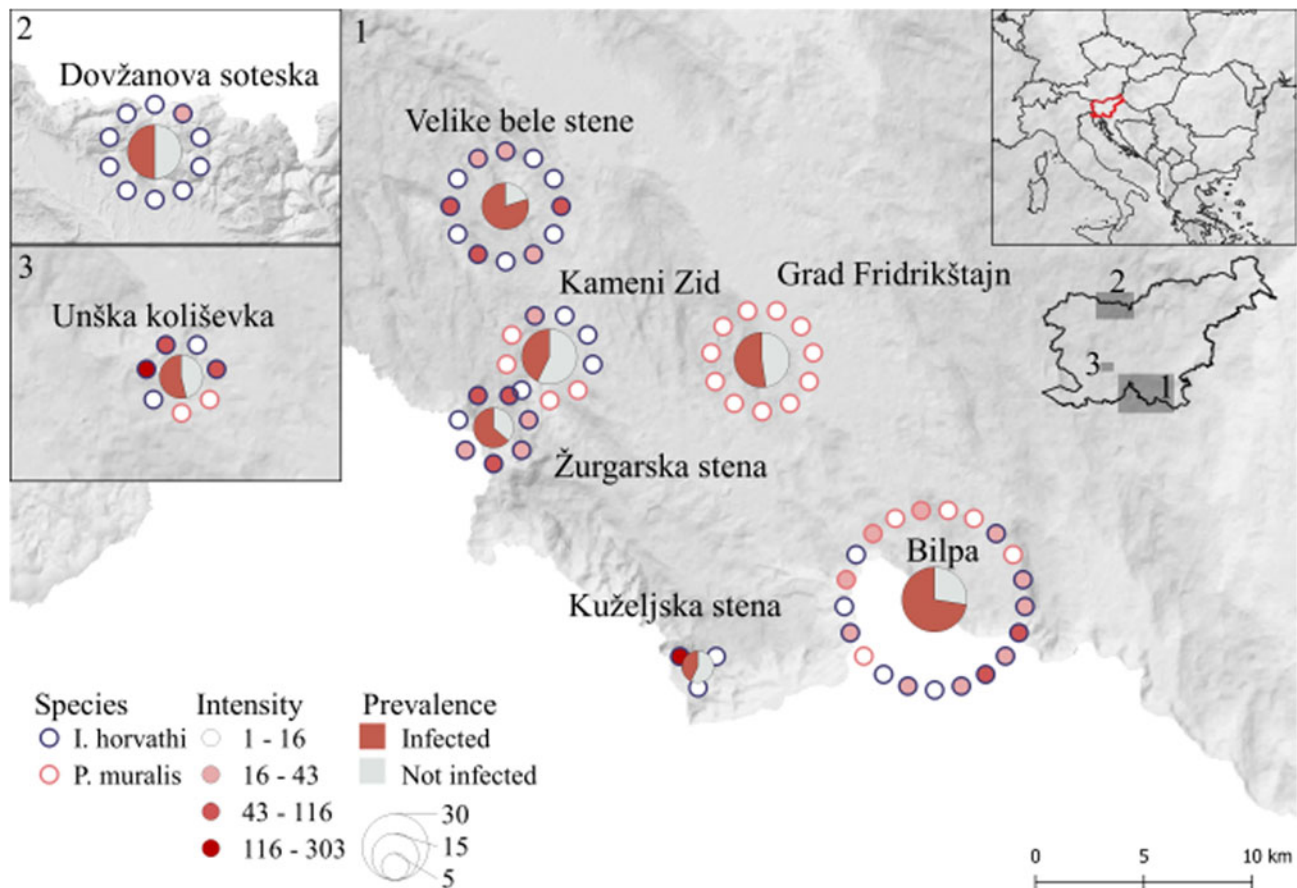 2
Dovžanova soteska
1
Velike bele stene
3
Unška koliševka
Kameni Zid
Grad Fridrikštajn
2
3
1
Žurgarska stena
Bilpa
Kuželjska stena
Species
I. horvathi
P. muralis
Intensity
1 - 16
16 - 43
43 - 116
116 - 303
Prevalence
Infected
Not infected
30
15
5
0 5 10 km